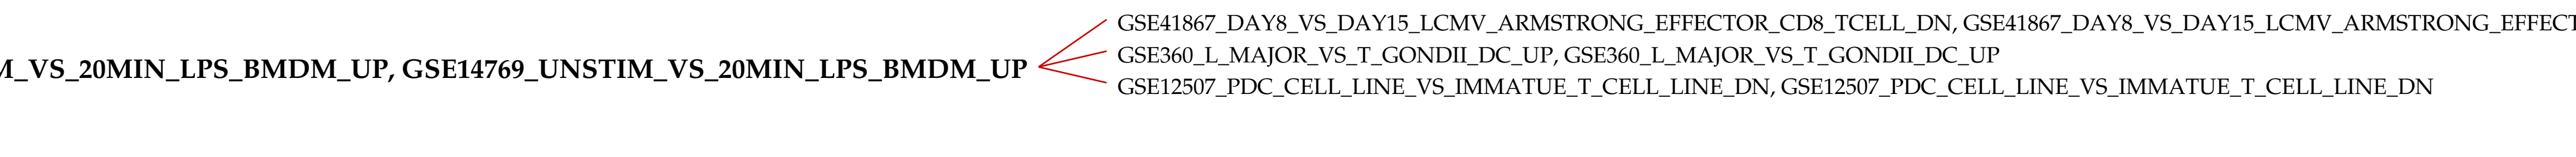 M_VS_20MIN_LPS_BMDM_UP, GSE14769_UNSTIM_VS_20MIN_LPS_BMDM_UP
GSE41867_DAY8_VS_DAY15_LCMV_ARMSTRONG_EFFECTOR_CD8_TCELL_DN, GSE41867_DAY8_VS_DAY15_LCMV_ARMSTRONG_EFFECT
GSE360_L_MAJOR_VS_T_GONDII_DC_UP, GSE360_L_MAJOR_VS_T_GONDII_DC_UP
GSE12507_PDC_CELL_LINE_VS_IMMATUE_T_CELL_LINE_DN, GSE12507_PDC_CELL_LINE_VS_IMMATUE_T_CELL_LINE_DN